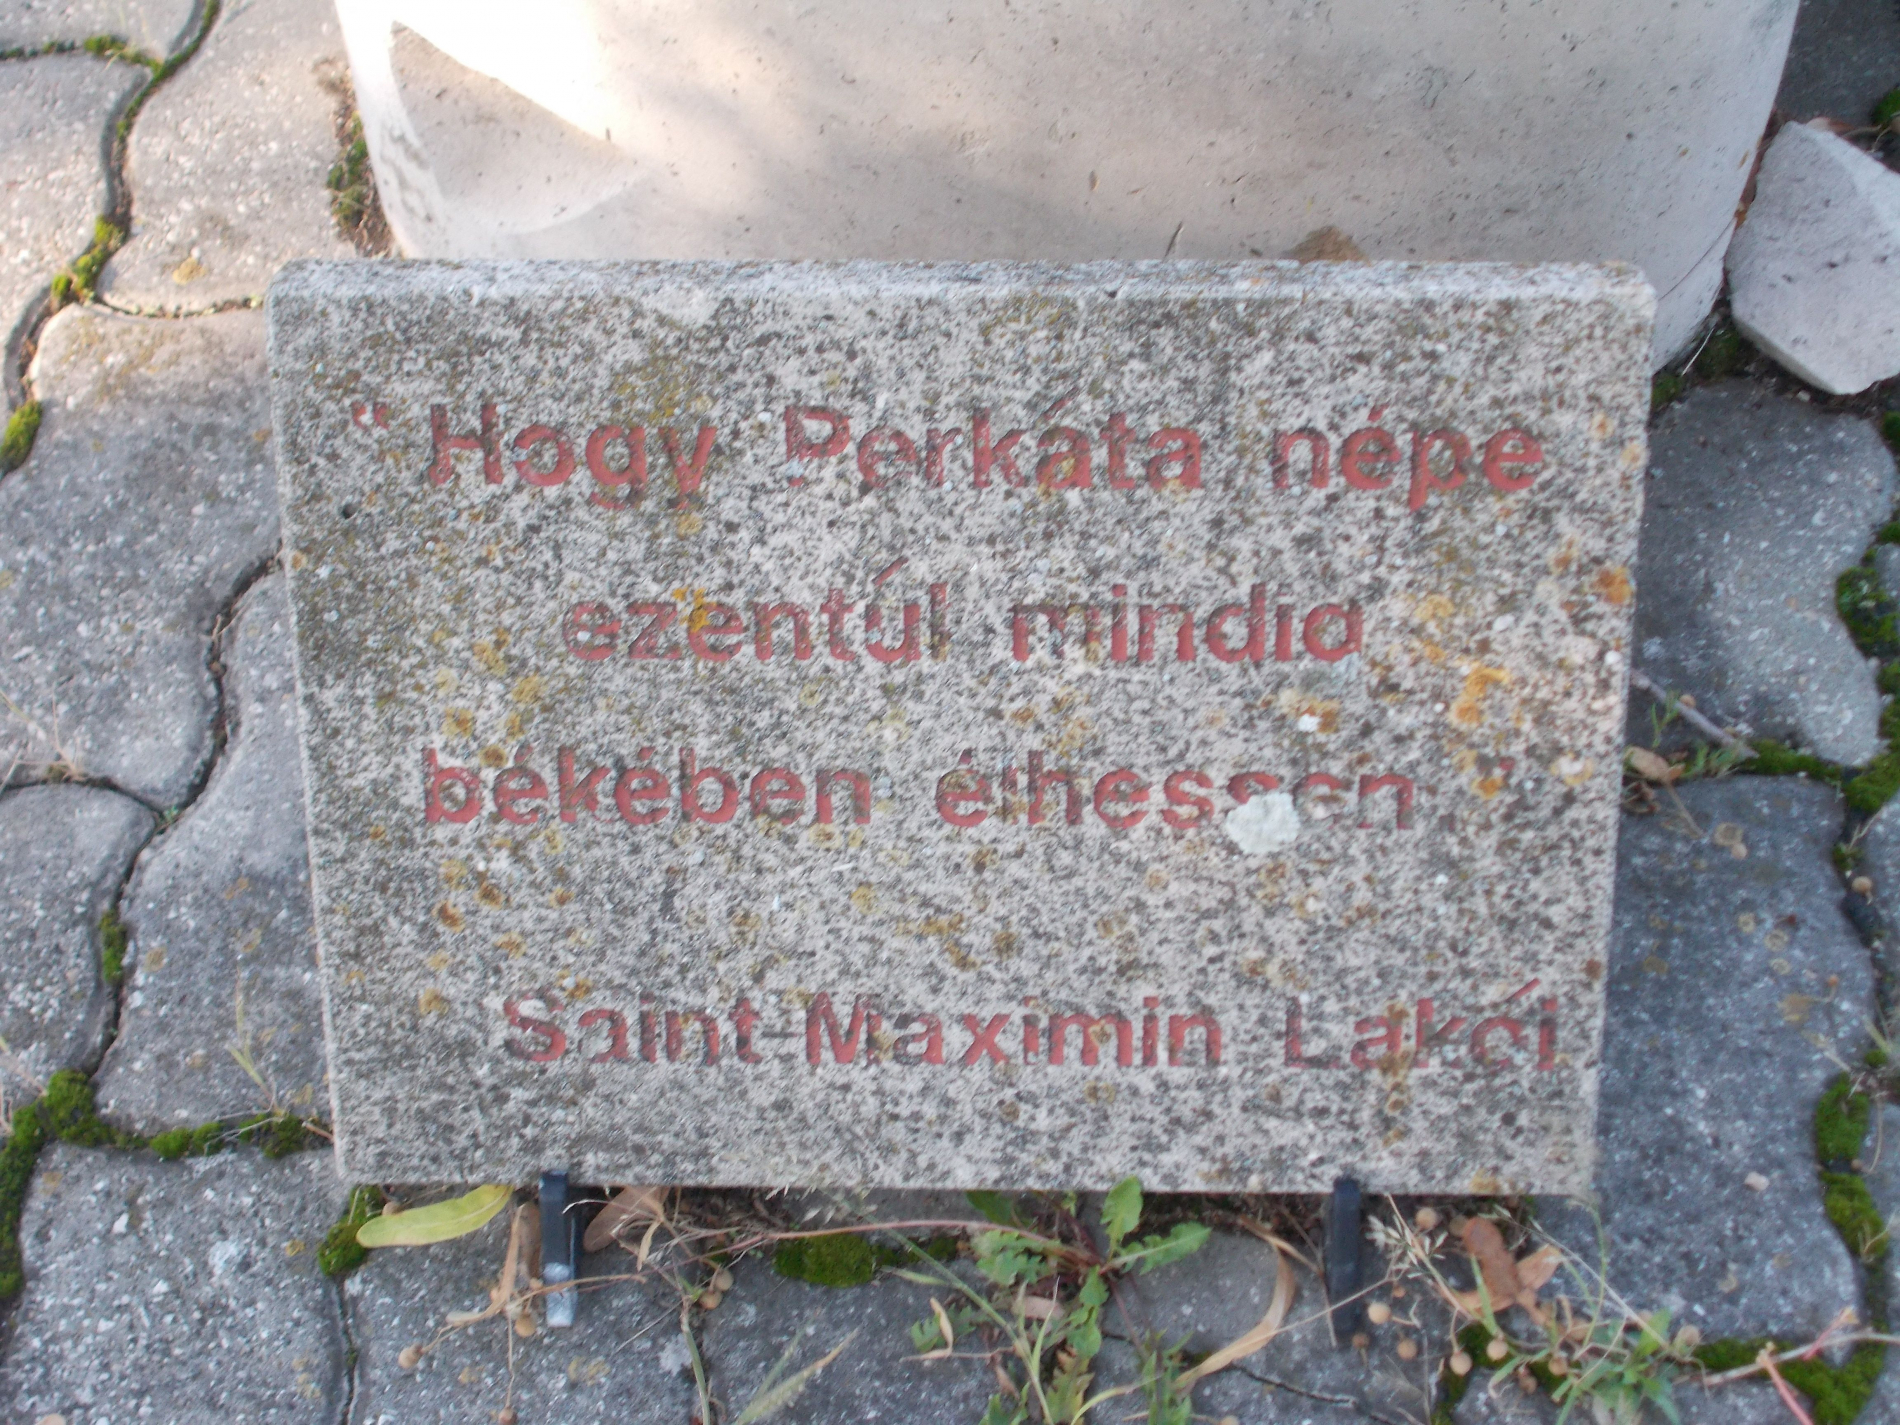 "Hogy Perkáta népe
ezentúl mindig
békében élhessen."
Saint-Maximin Lakói